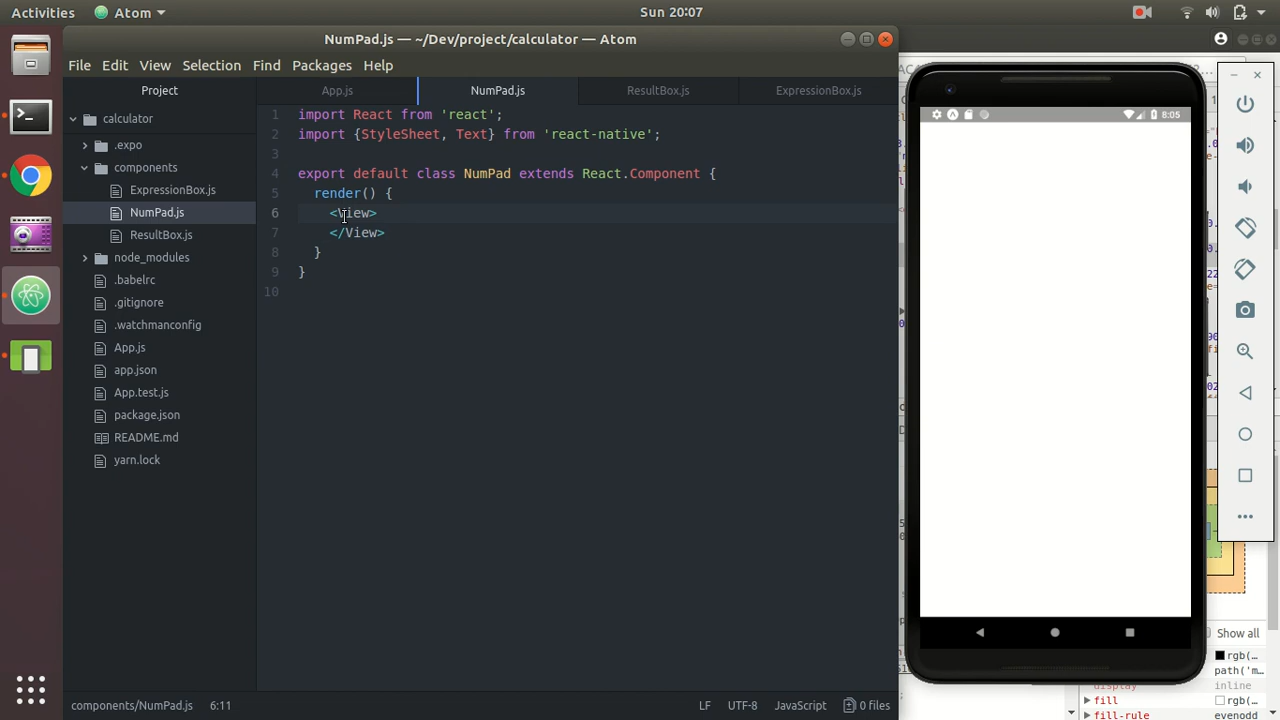 Activities
Atom
Sun 20:07
NumPad.js — ~/Dev/project/calculator — Atom
File Edit View Selection Find Packages Help
Project
App.js
NumPad.js
ResultBox.js
ExpressionBox.js
calculator
.expo
components
ExpressionBox.js
NumPad.js
ResultBox.js
node_modules
.babelrc
.gitignore
.watchmanconfig
App.js
app.json
App.test.js
package.json
README.md
yarn.lock
1 import React from 'react';
2 import {StyleSheet, Text} from 'react-native';
3
4 export default class NumPad extends React.Component {
5 render() {
6 <View>
7 </View>
8 }
9 }
10
components/NumPad.js 6:11
LF UTF-8 JavaScript 0 files
8:05
Show all
rgb(…
path('m…
display inline
fill rgb(…
fill-rule evenodd